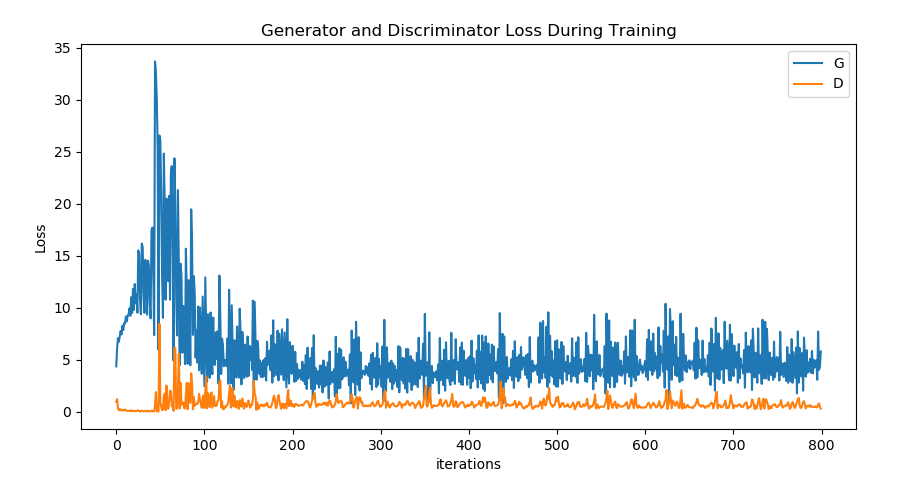 Generator and Discriminator Loss During Training
35
30
25
20
15
10
5
0
Loss
G
D
0 100 200 300 400 500 600 700 800
iterations